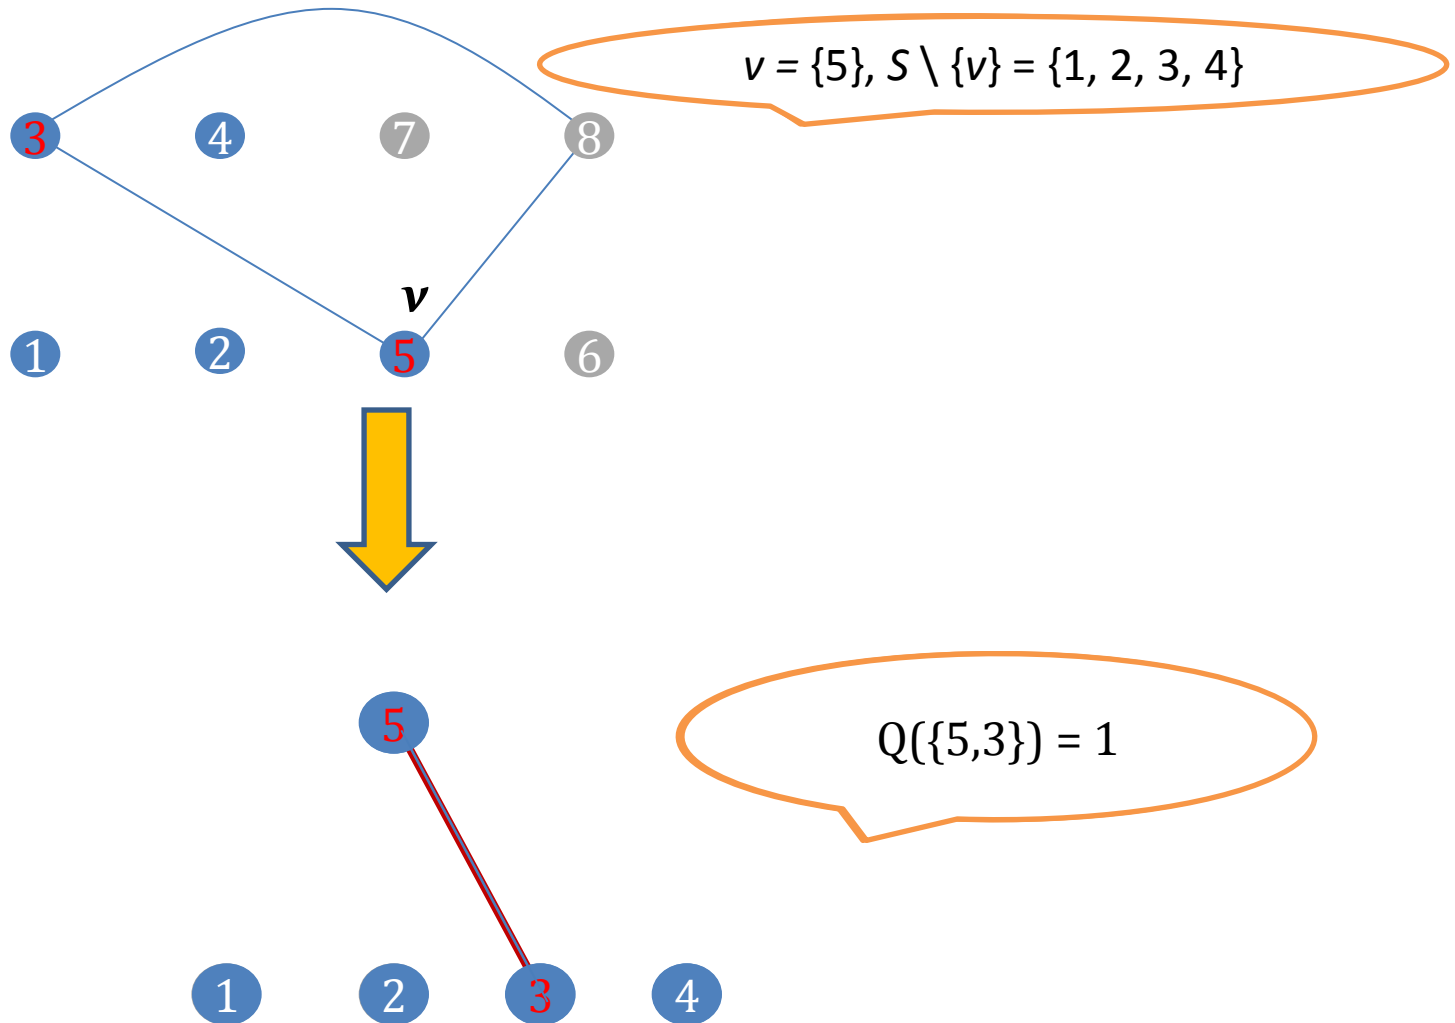 v = {5}, S \ {v} = {1, 2, 3, 4}
3 4 7 8
v
1 2 5 6
5
Q({5,3}) = 1
1 2 3 4